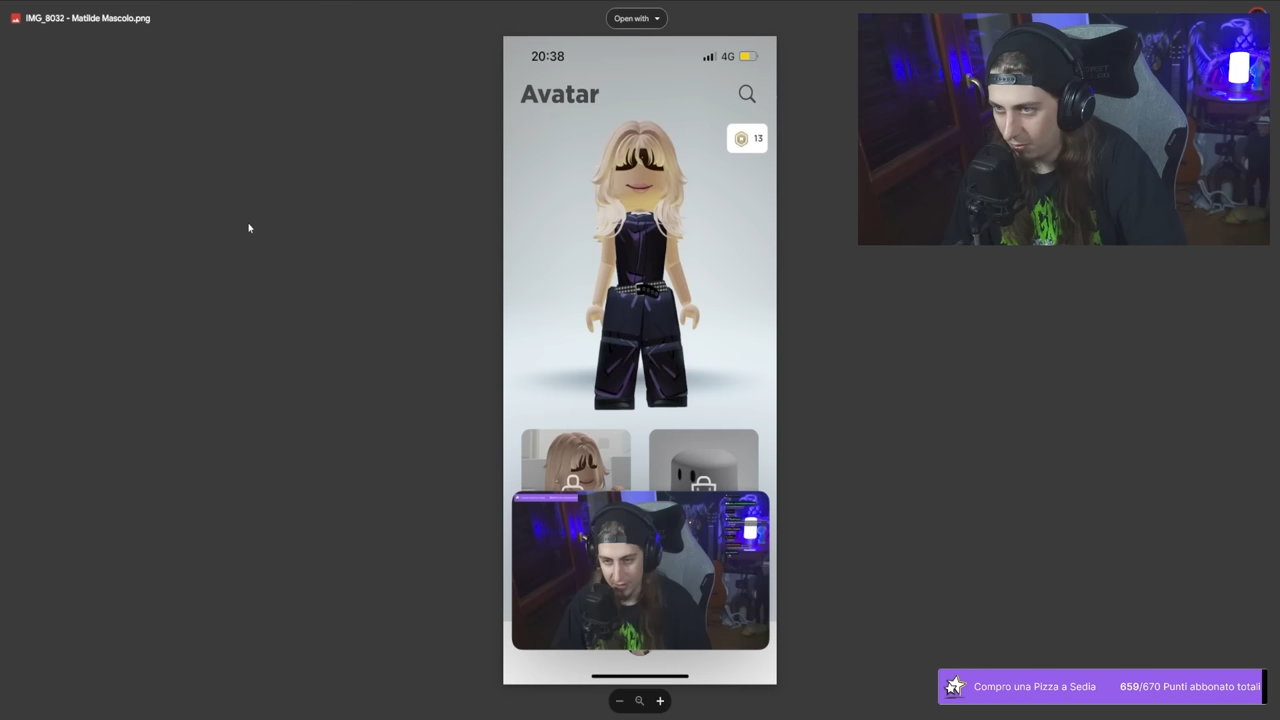 IMG_8032 - Matilde Mascolo.png
Open with
20:38
4G
Avatar
13
Compro una Pizza a Sedia 659/670 Punti abbonato totali